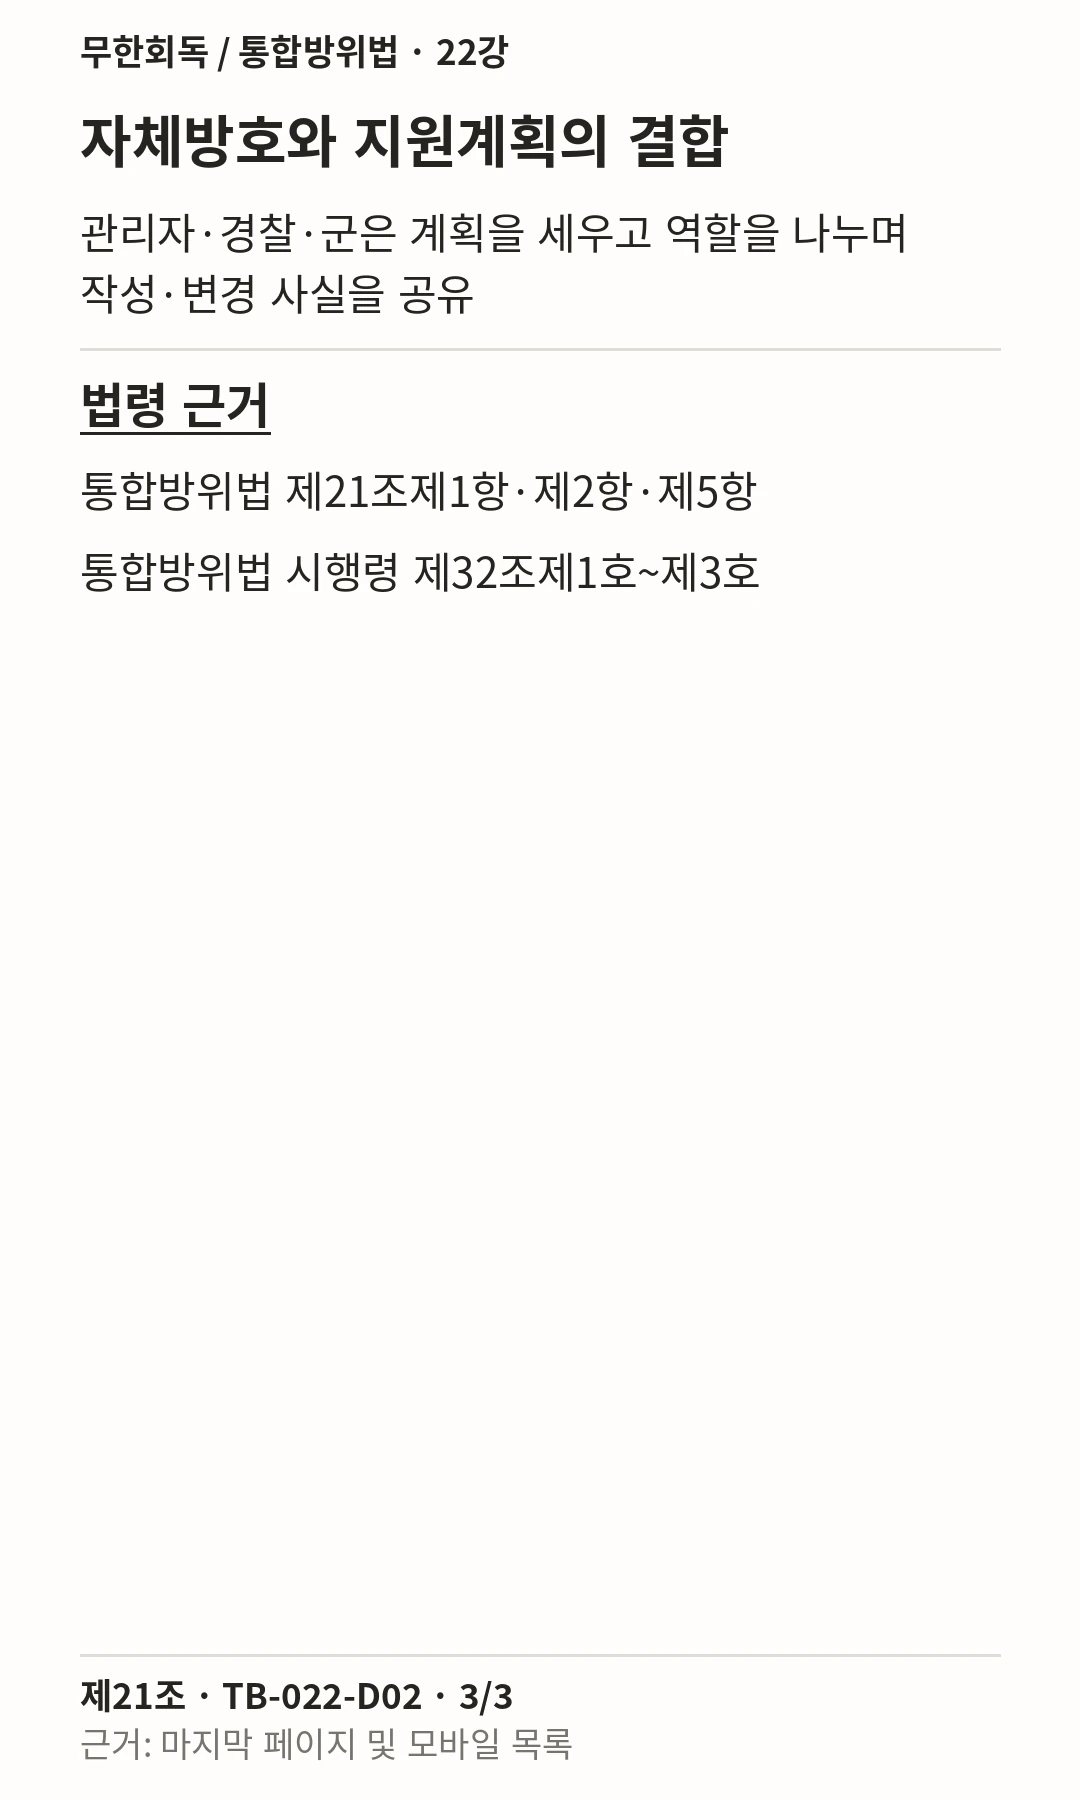 무한회독 / 통합방위법 · 22강
자체방호와 지원계획의 결합
관리자·경찰·군은 계획을 세우고 역할을 나누며
작성·변경 사실을 공유
법령 근거
통합방위법 제21조제1항·제2항·제5항
통합방위법 시행령 제32조제1호~제3호
제21조 · TB-022-D02 · 3/3
근거: 마지막 페이지 및 모바일 목록